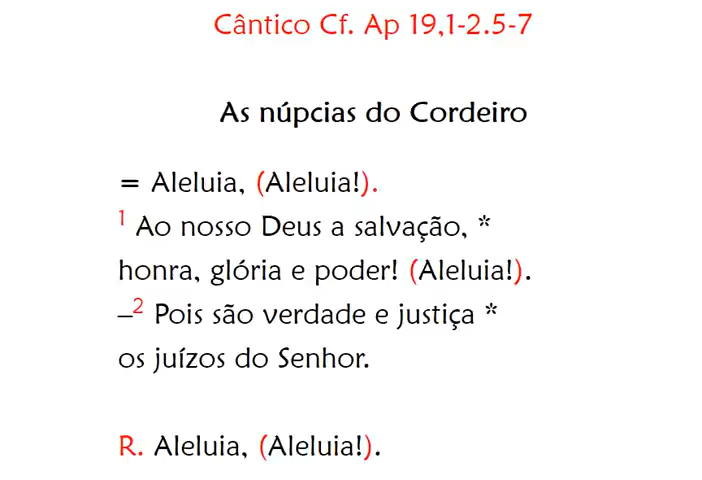 Cântico Cf. Ap 19,1-2.5-7
As núpcias do Cordeiro
= Aleluia, (Aleluia!).
1 Ao nosso Deus a salvação, *
honra, glória e poder! (Aleluia!).
–2 Pois são verdade e justiça *
os juízos do Senhor.
R. Aleluia, (Aleluia!).